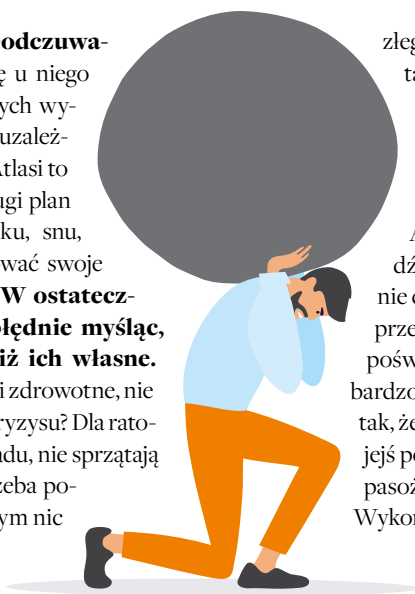 odczuwa-
ę u niego
ych wy-
uzależ-
Atlasi to
ugi plan
ku, snu,
wać swoje
W ostatecz-
błędnie myśląc,
iż ich własne.
i zdrowotne, nie
ryzysu? Dla rato-
du, nie sprzątają
zeba po-
ym nic
złeg
ta
A
dź
nie
prze
pośw
bardzo
tak, że
jejś po
pasoż
Wykon